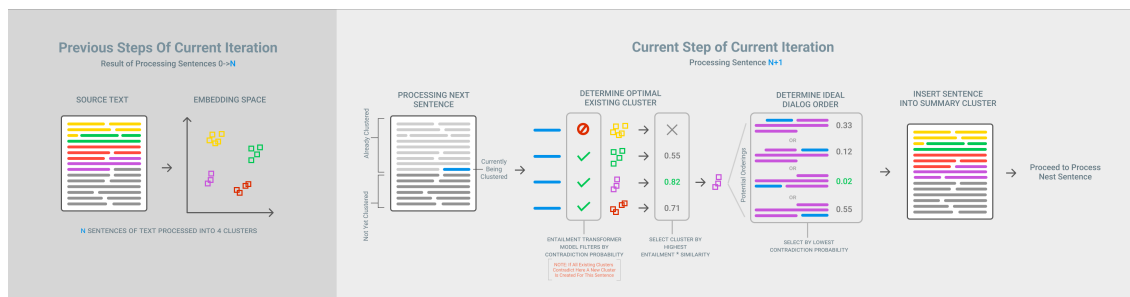 Previous Steps Of Current Iteration
Result of Processing Sentences 0->N
SOURCE TEXT
EMBEDDING SPACE
N SENTENCES OF TEXT PROCESSED INTO 4 CLUSTERS
Current Step of Current Iteration
Processing Sentence N+1
PROCESSING NEXT
SENTENCE
Already Clustered
Not Yet Clustered
Currently
Being
Clustered
DETERMINE OPTIMAL
EXISTING CLUSTER
0.55
0.82
0.71
ENTAILMENT TRANSFORMER
MODEL FILTERS BY
CONTRADICTION PROBABILITY
NOTE: If All Existing Clusters
Contradict Here A New Cluster
Is Created For This Sentence
SELECT CLUSTER BY
HIGHEST
ENTAILMENT * SIMILARITY
DETERMINE IDEAL
DIALOG ORDER
Potential Orderings
0.33
OR
0.12
OR
0.02
OR
0.55
SELECT BY LOWEST
CONTRADICTION PROBABILITY
INSERT SENTENCE
INTO SUMMARY CLUSTER
Proceed to Process
Nest Sentence